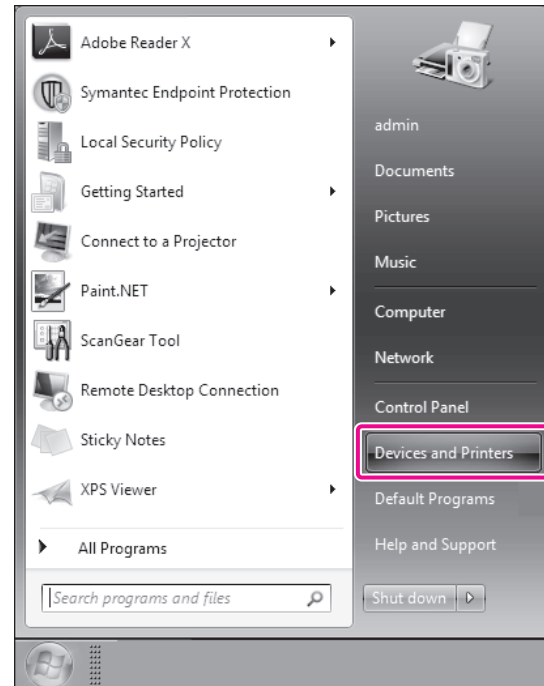 Adobe Reader X
Symantec Endpoint Protection
Local Security Policy
Getting Started
Connect to a Projector
Paint.NET
ScanGear Tool
Remote Desktop Connection
Sticky Notes
XPS Viewer
All Programs
Search programs and files
admin
Documents
Pictures
Music
Computer
Network
Control Panel
Devices and Printers
Default Programs
Help and Support
Shut down